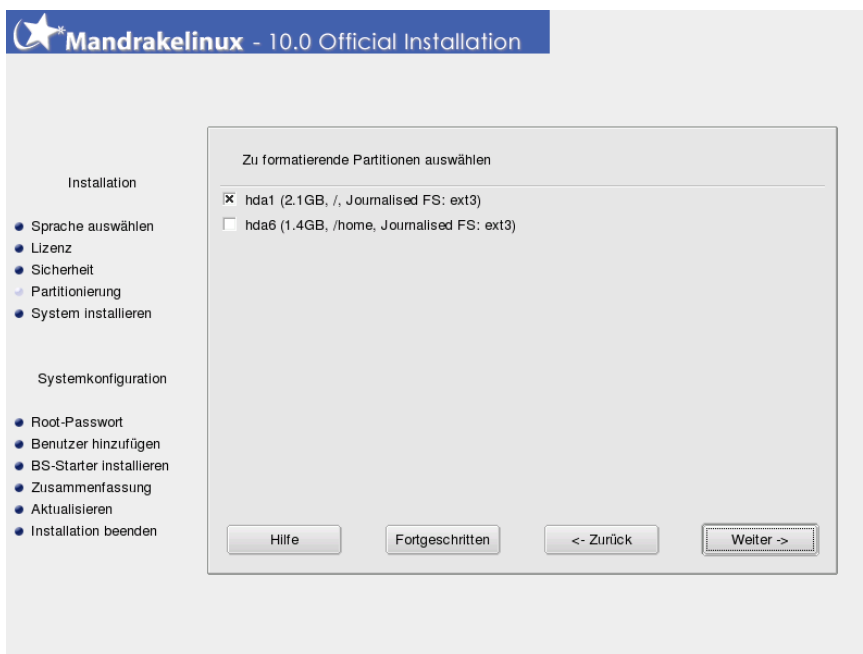 *Mandrakelinux - 10.0 Official Installation
Installation
Sprache auswählen
Lizenz
Sicherheit
Partitionierung
System installieren
Systemkonfiguration
Root-Passwort
Benutzer hinzufügen
BS-Starter installieren
Zusammenfassung
Aktualisieren
Installation beenden
Zu formatierende Partitionen auswählen
hda1 (2.1GB, /, Journalised FS: ext3)
hda6 (1.4GB, /home, Journalised FS: ext3)
Hilfe
Fortgeschritten
<- Zurück
Weiter ->